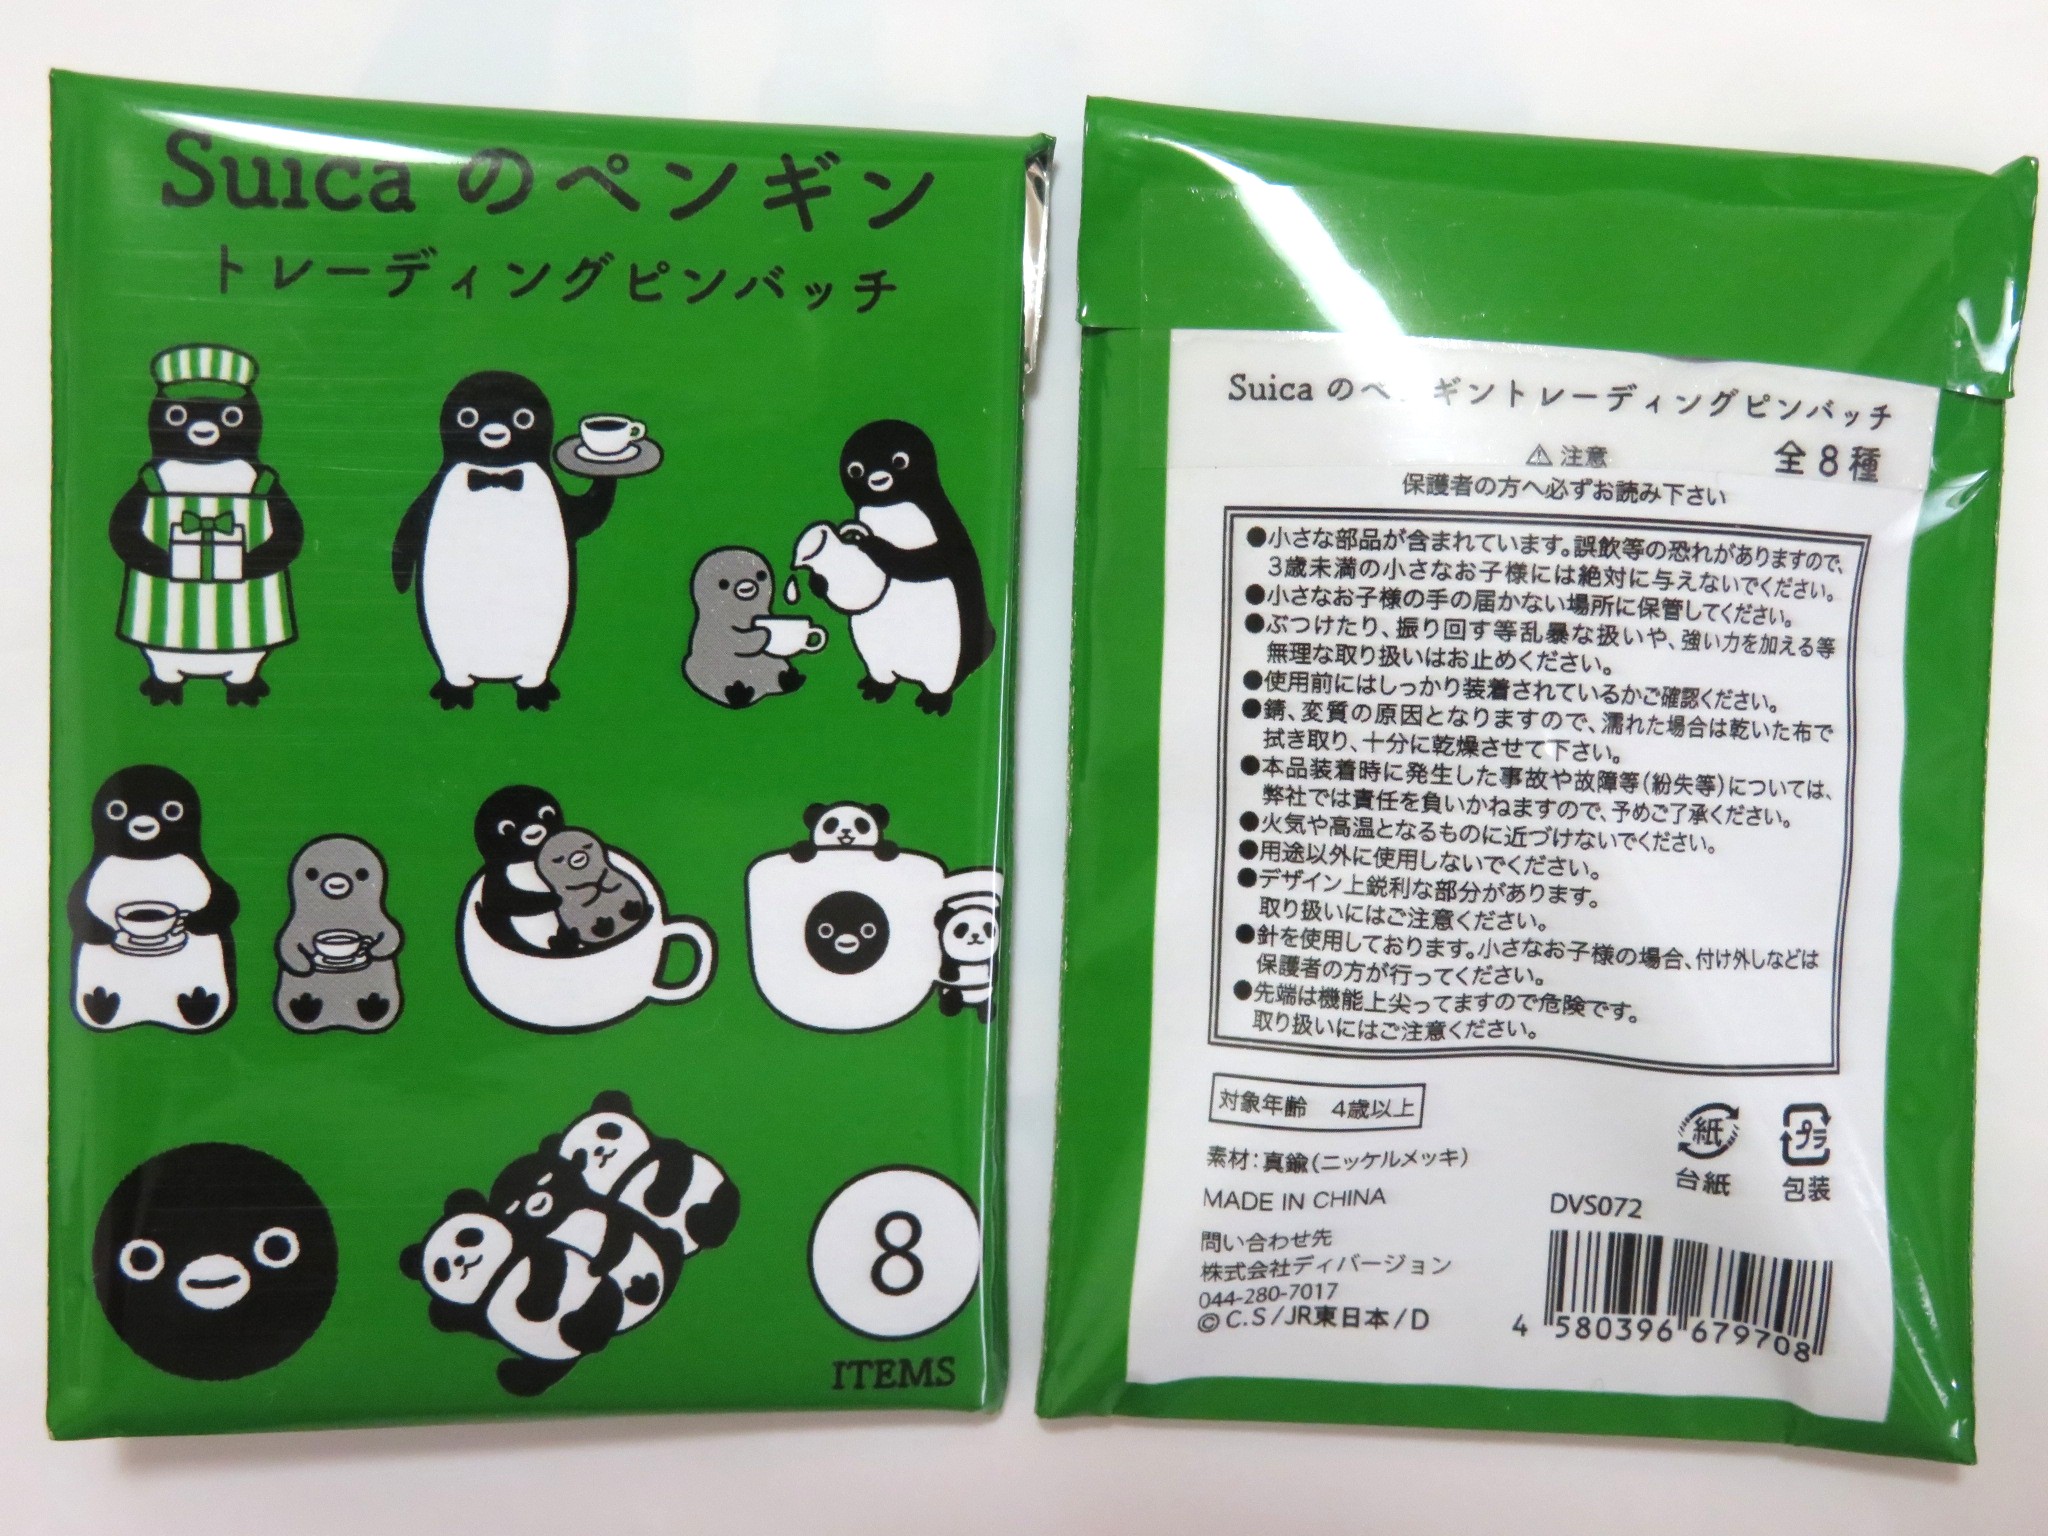 Suicaのペンギン
トレーディングピンバッチ
8
ITEMS
Suicaのペンギントレーディングピンバッチ
⚠注意
全8種
保護者の方へ必ずお読み下さい
●小さな部品が含まれています。誤飲等の恐れがありますので、
3歳未満の小さなお子様には絶対に与えないでください。
●小さなお子様の手の届かない場所に保管してください。
●ぶつけたり、振り回す等乱暴な扱いや、強い力を加える等
無理な取り扱いはお止めください。
●使用前にはしっかり装着されているかご確認ください。
●錆、変質の原因となりますので、濡れた場合は乾いた布で
拭き取り、十分に乾燥させて下さい。
●本品装着時に発生した事故や故障等(紛失等)については、
弊社では責任を負いかねますので、予めご了承ください。
●火気や高温となるものに近づけないでください。
●用途以外に使用しないでください。
●デザイン上鋭利な部分があります。
取り扱いにはご注意ください。
●針を使用しております。小さなお子様の場合、付け外しなどは
保護者の方が行ってください。
●先端は機能上尖ってますので危険です。
取り扱いにはご注意ください。
対象年齢 4歳以上
紙
台紙
プラ
包装
素材:真鍮(ニッケルメッキ)
MADE IN CHINA
DVS072
問い合わせ先
株式会社ディバージョン
044-280-7017
©C.S/JR東日本/D
4 580396 679708